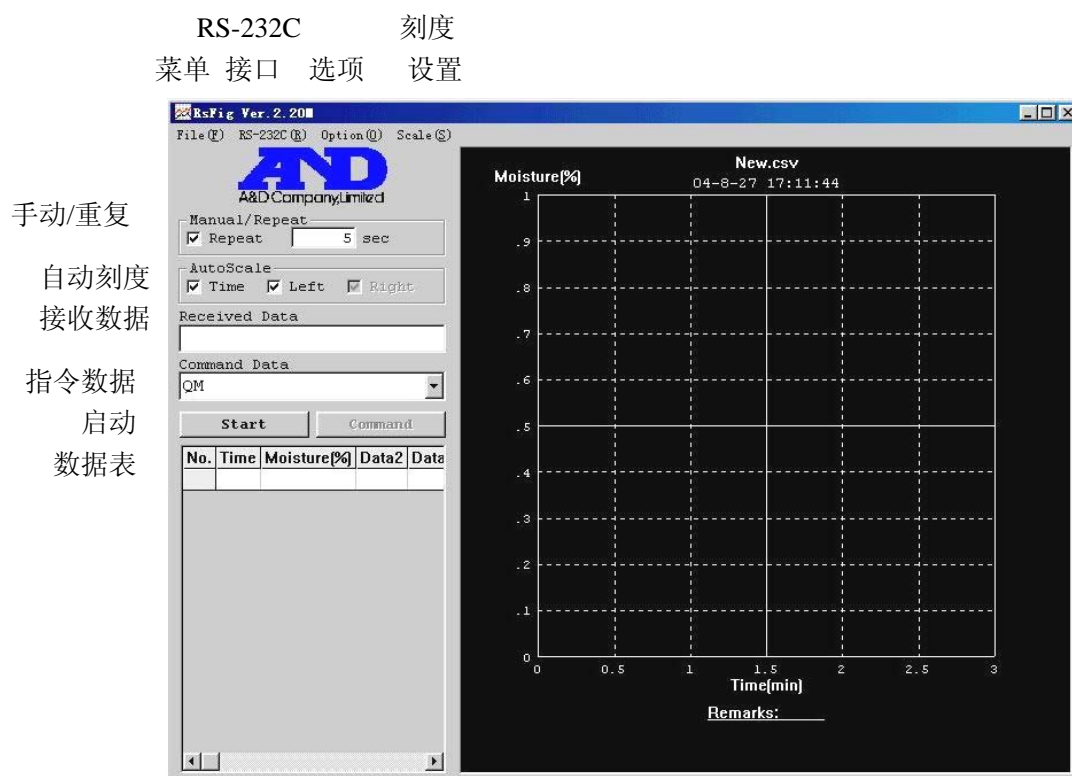 RS-232C 刻度
菜单 接口 选项 设置
RsFig Ver.2.20
File(F) RS-232C(R) Option(O) Scale(S)
AND
A&D Company,Limited
手动/重复
Manual/Repeat
Repeat 5 sec
自动刻度
AutoScale
Time Left Right
接收数据
Received Data
指令数据
Command Data
QM
启动
Start Command
数据表
No. Time Moisture(%) Data2 Data
New.csv
Moisture(%)
04-8-27 17:11:44
1
.9
.8
.7
.6
.5
.4
.3
.2
.1
0
0 0.5 1 1.5 2 2.5 3
Time(min)
Remarks: